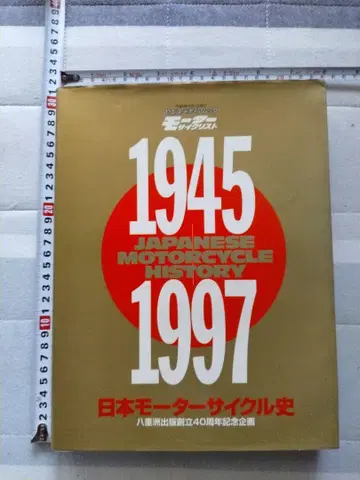 モーター
サイクリスト
1945
JAPANESE
MOTORCYCLE
HISTORY
1997
日本モーターサイクル史
八重洲出版創立40周年記念企画